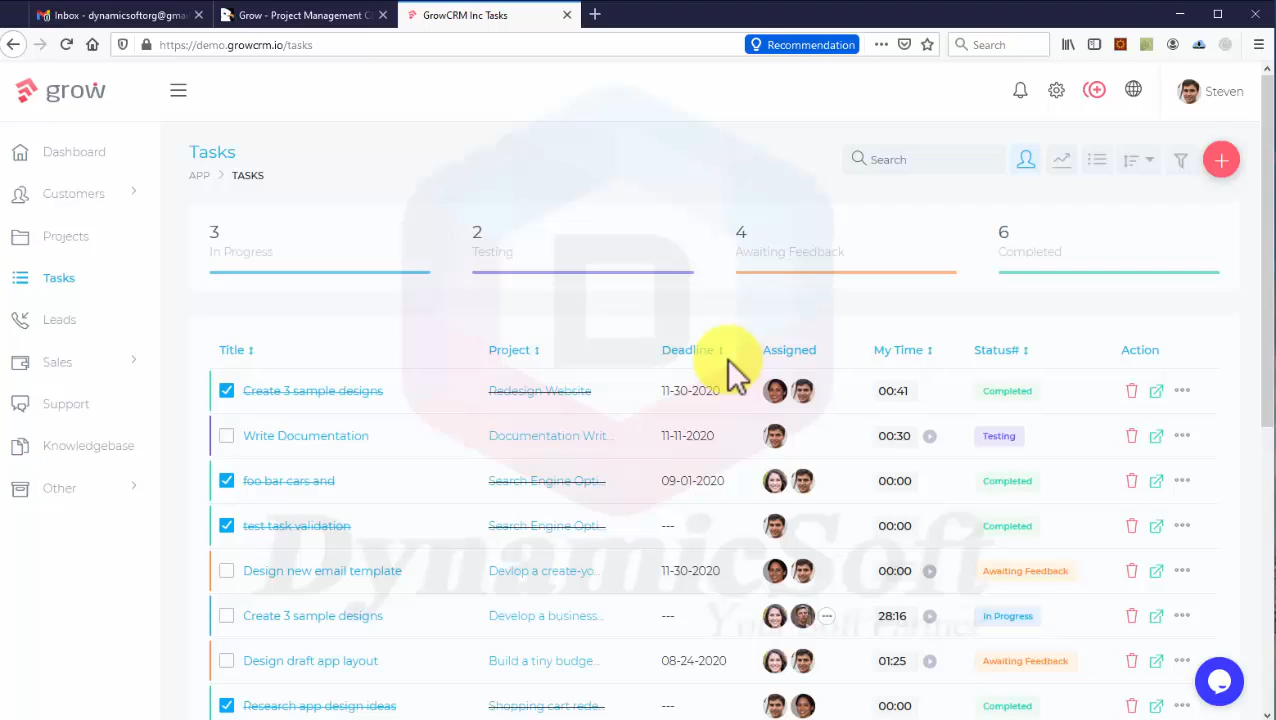 Inbox - dynamicsoftorg@gma
Grow - Project Management C
GrowCRM Inc Tasks
https://demo.growcrm.io/tasks
Recommendation
Search
grow
Steven
Dashboard
Customers
Projects
Tasks
Leads
Sales
Support
Knowledgebase
Other
Tasks
APP > TASKS
Search
3
In Progress
2
Testing
4
Awaiting Feedback
6
Completed
Title Project Deadline Assigned My Time Status# Action
Create 3 sample designs Redesign Website 11-30-2020 00:41 Completed
Write Documentation Documentation Writ... 11-11-2020 00:30 Testing
foo bar cars and Search Engine Opti... 09-01-2020 00:00 Completed
test task validation Search Engine Opti... --- 00:00 Completed
Design new email template Devlop a create-yo... 11-30-2020 00:00 Awaiting Feedback
Create 3 sample designs Develop a business... --- 28:16 In Progress
Design draft app layout Build a tiny budge... 08-24-2020 01:25 Awaiting Feedback
Research app design ideas Shopping cart rede... --- 00:00 Completed
DynamicSoft